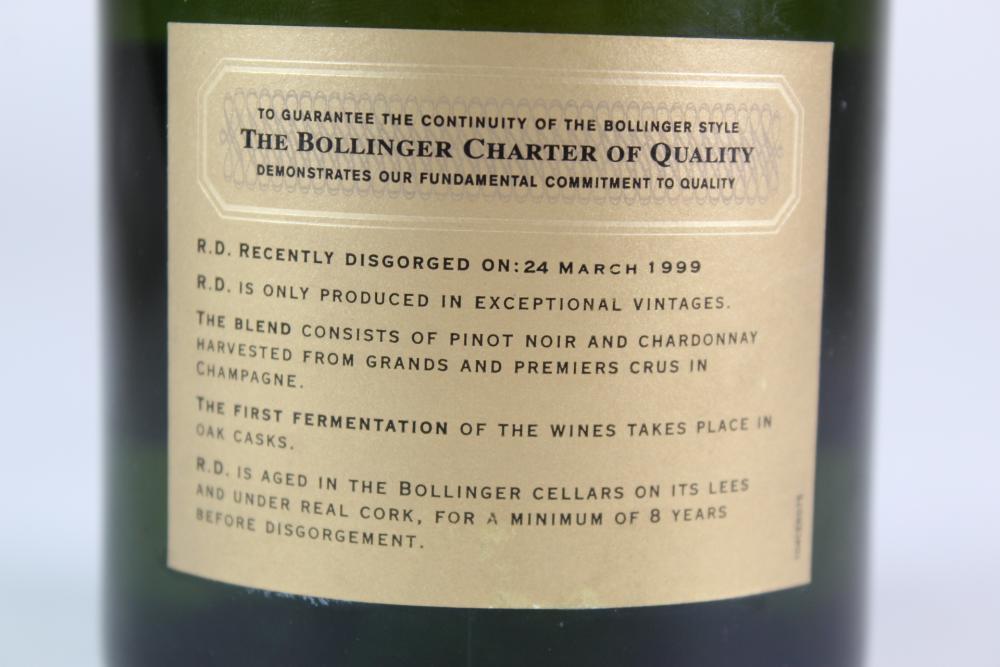 TO GUARANTEE THE CONTINUITY OF THE BOLLINGER STYLE
THE BOLLINGER CHARTER OF QUALITY
DEMONSTRATES OUR FUNDAMENTAL COMMITMENT TO QUALITY
R.D. RECENTLY DISGORGED ON: 24 MARCH 1999
R.D. IS ONLY PRODUCED IN EXCEPTIONAL VINTAGES.
THE BLEND CONSISTS OF PINOT NOIR AND CHARDONNAY
HARVESTED FROM GRANDS AND PREMIERS CRUS IN
CHAMPAGNE.
THE FIRST FERMENTATION OF THE WINES TAKES PLACE IN
OAK CASKS.
R.D. IS AGED IN THE BOLLINGER CELLARS ON ITS LEES
AND UNDER REAL CORK, FOR A MINIMUM OF 8 YEARS
BEFORE DISGORGEMENT.